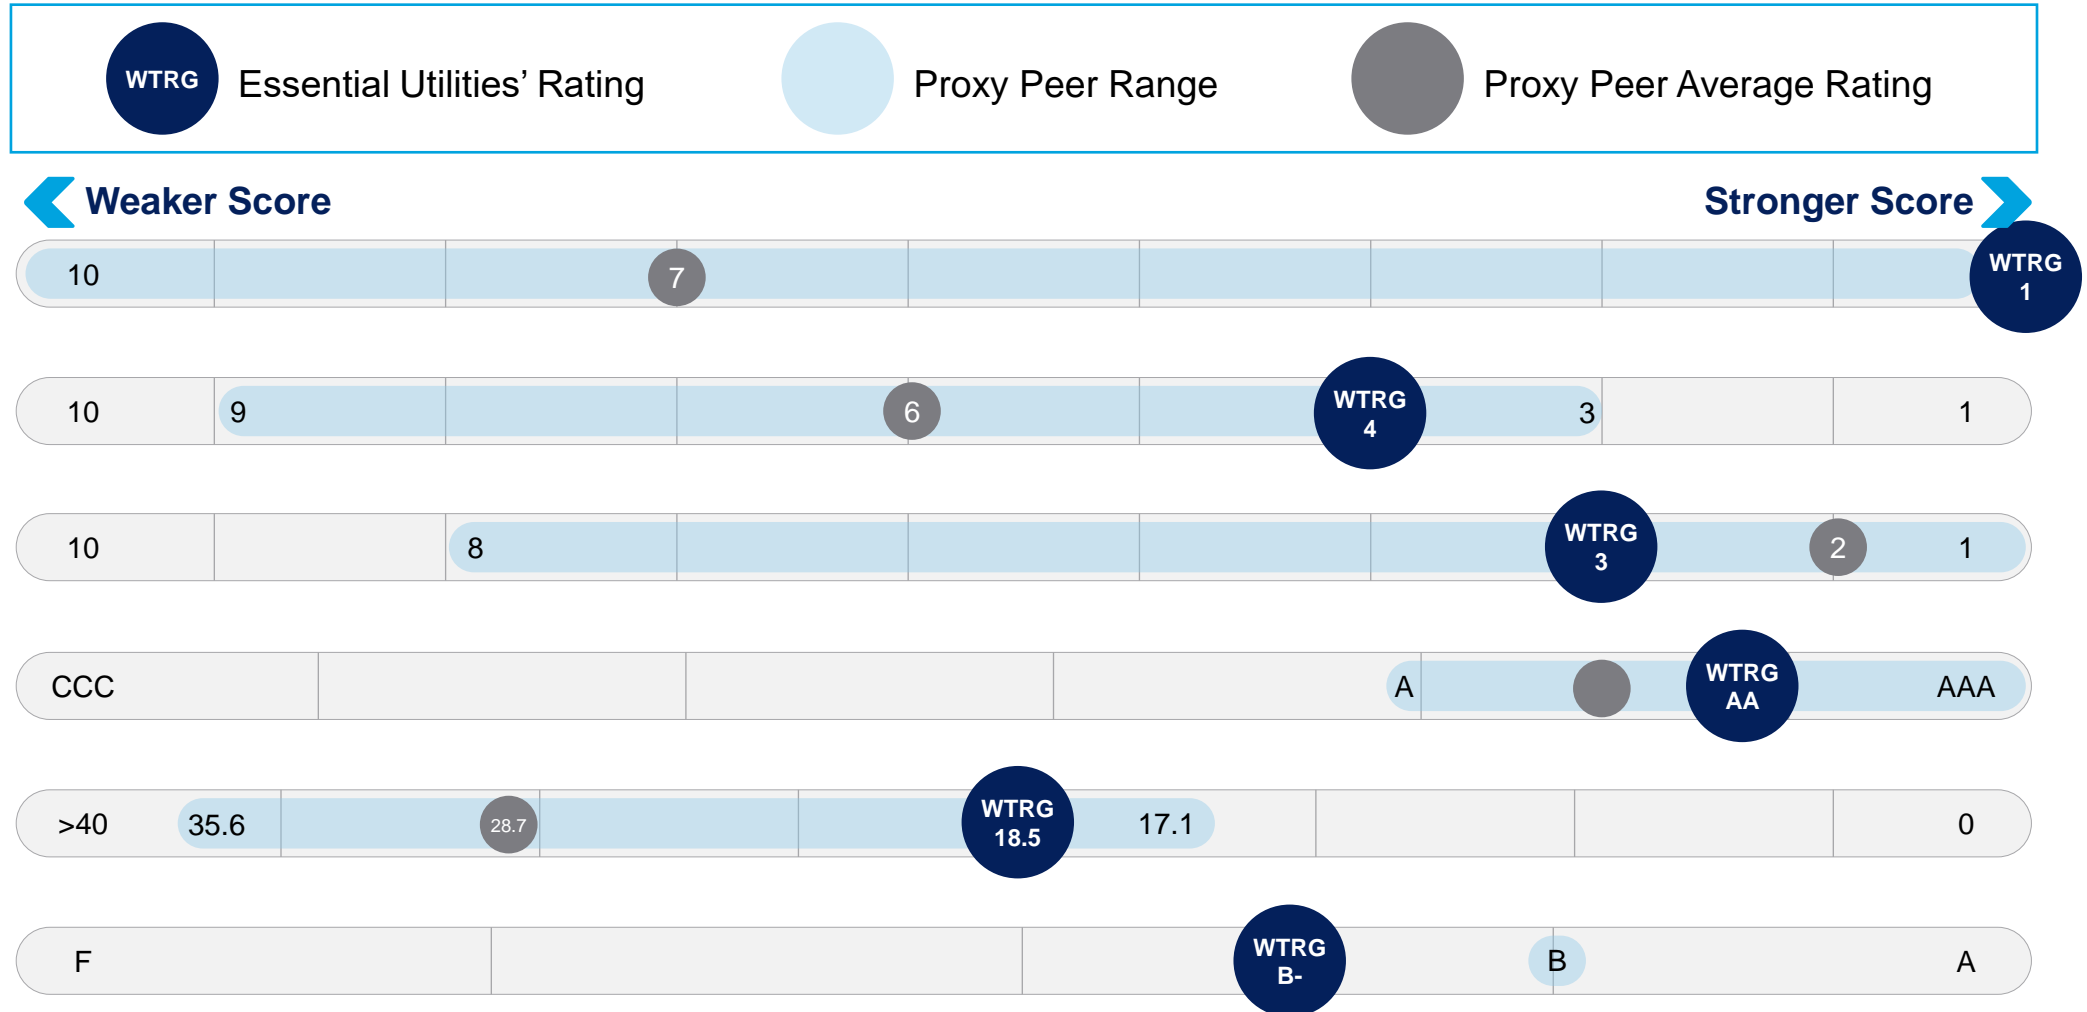 WTRG Essential Utilities’ Rating Proxy Peer Range Proxy Peer Average Rating
Weaker Score Stronger Score
10 7 WTRG 1
10 9 6 WTRG 4 3 1
10 8 WTRG 3 2 1
CCC A WTRG AA AAA
>40 35.6 28.7 WTRG 18.5 17.1 0
F WTRG B- B A